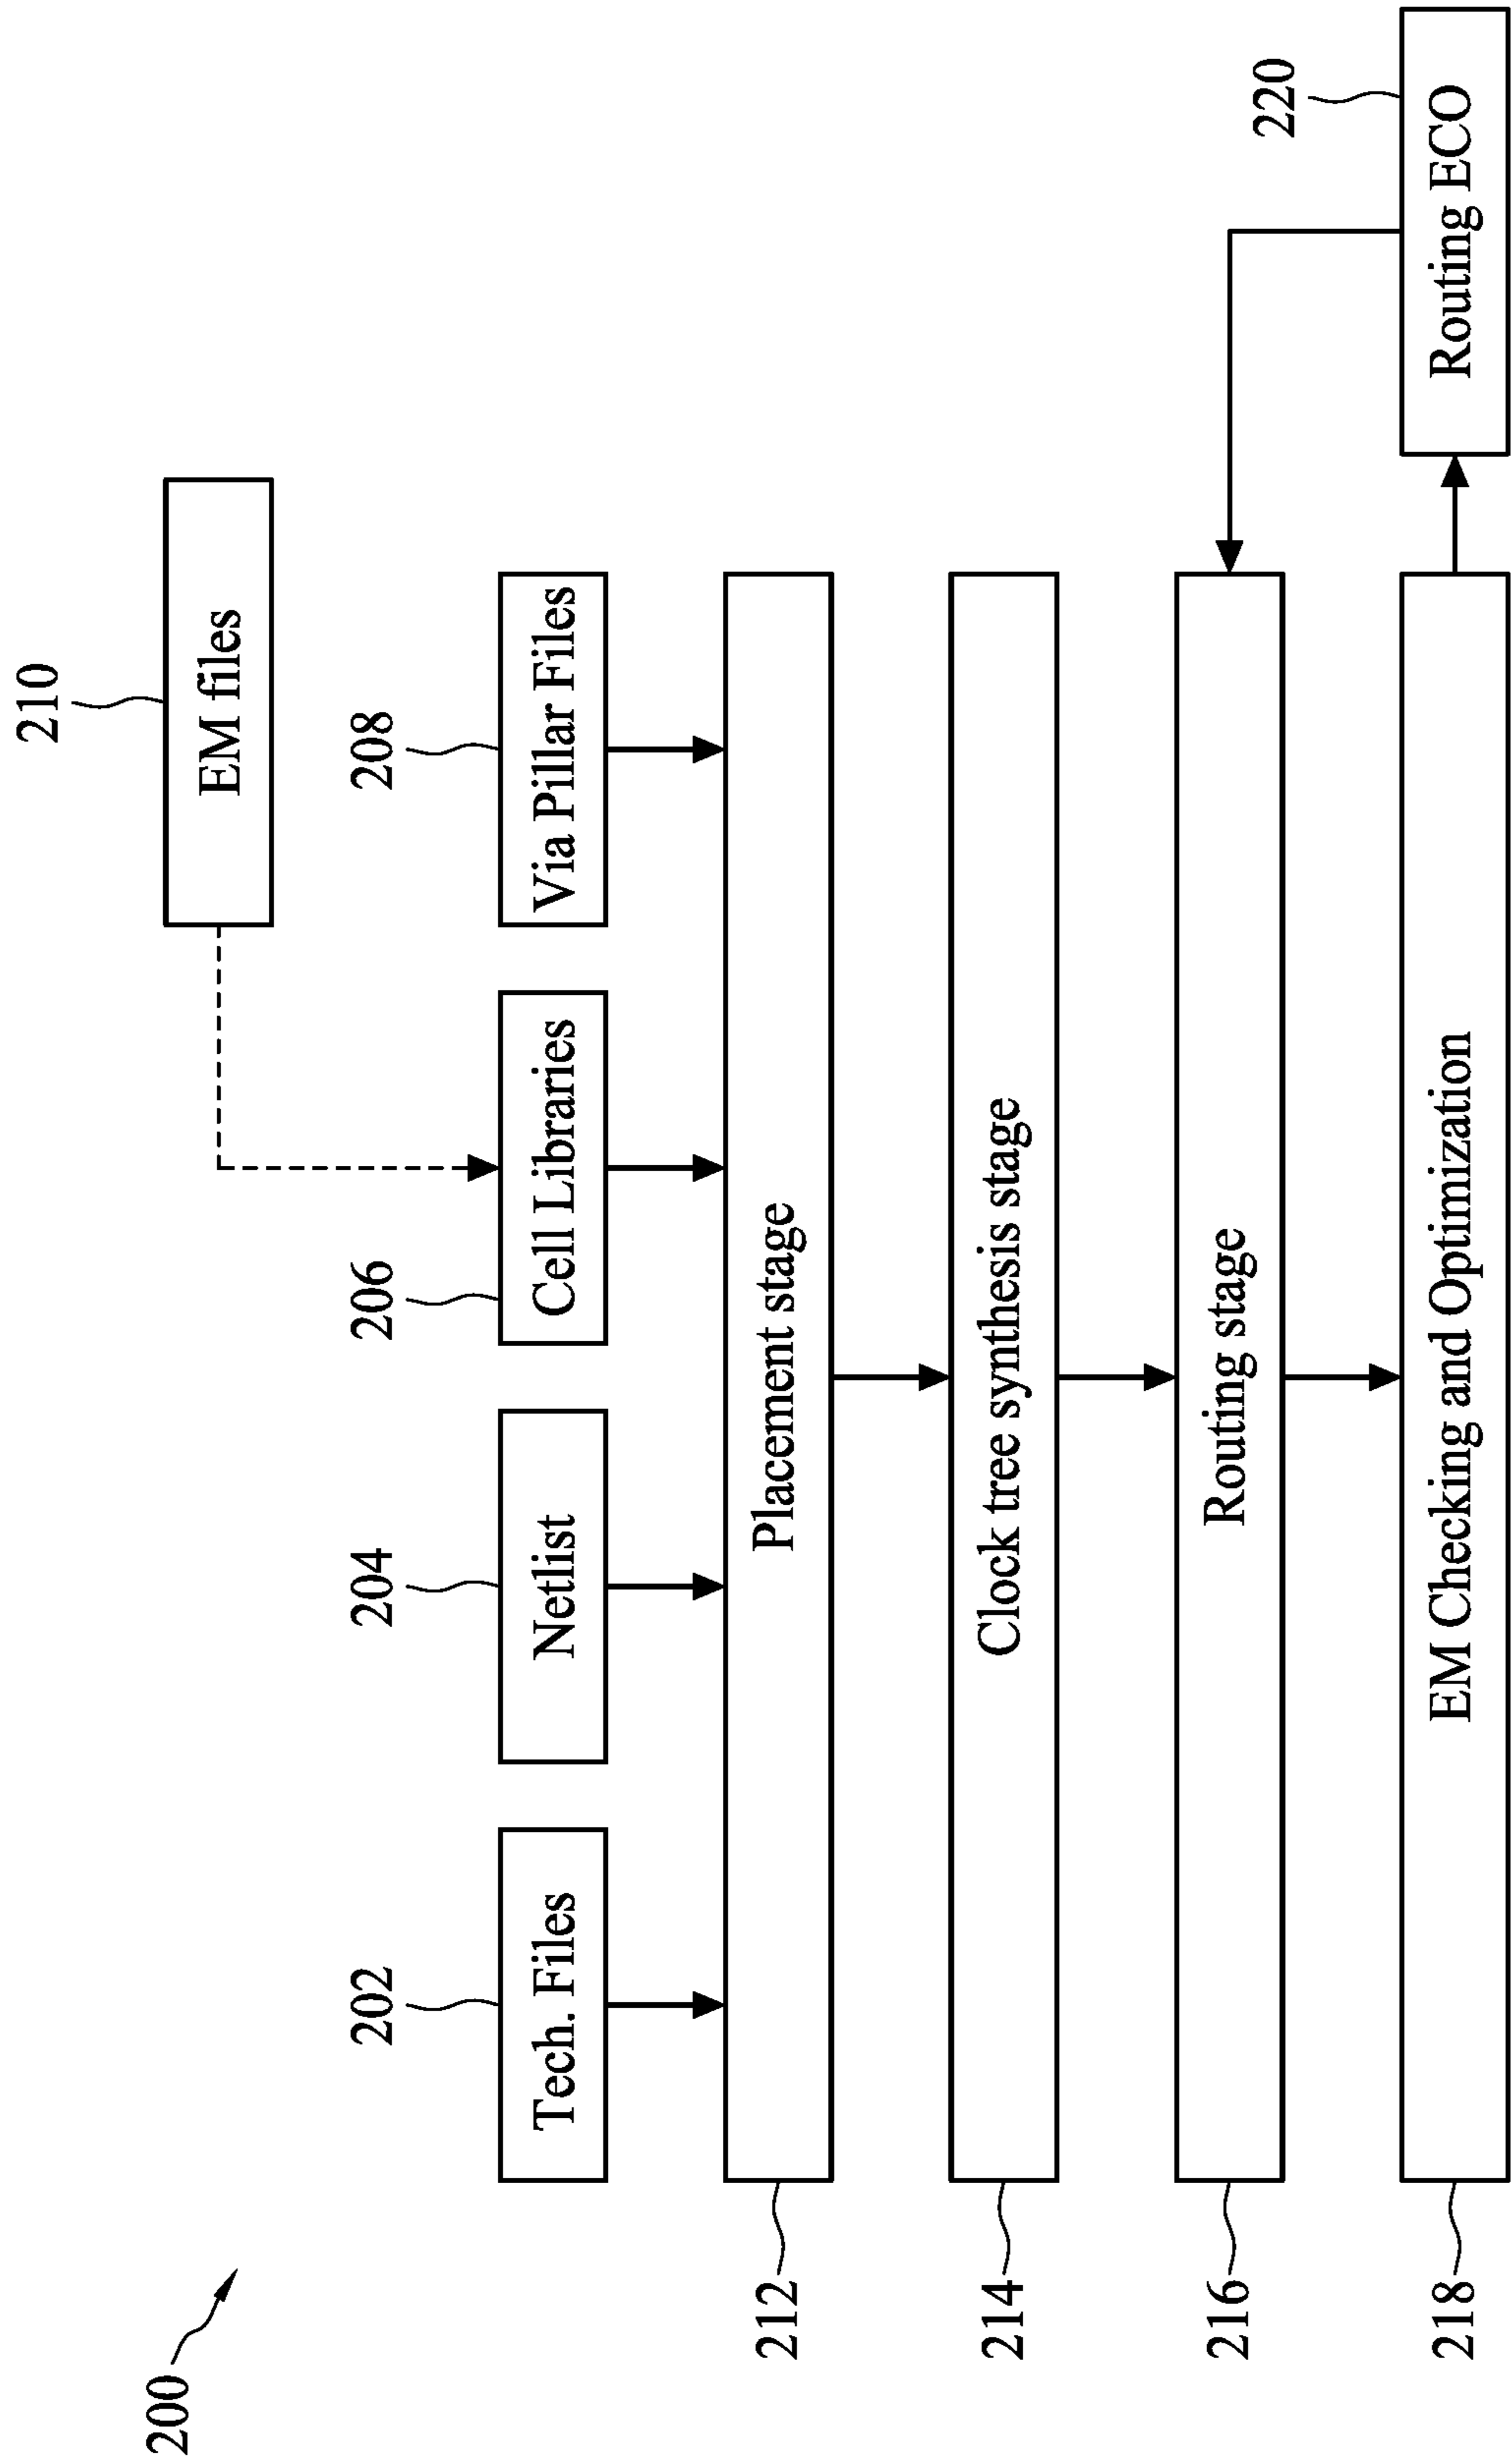 200
210
EM files
202
204
206
208
Tech. Files
Netlist
Cell Libraries
Via Pillar Files
212
Placement stage
214
Clock tree synthesis stage
216
Routing stage
220
218
EM Checking and Optimization
Routing ECO